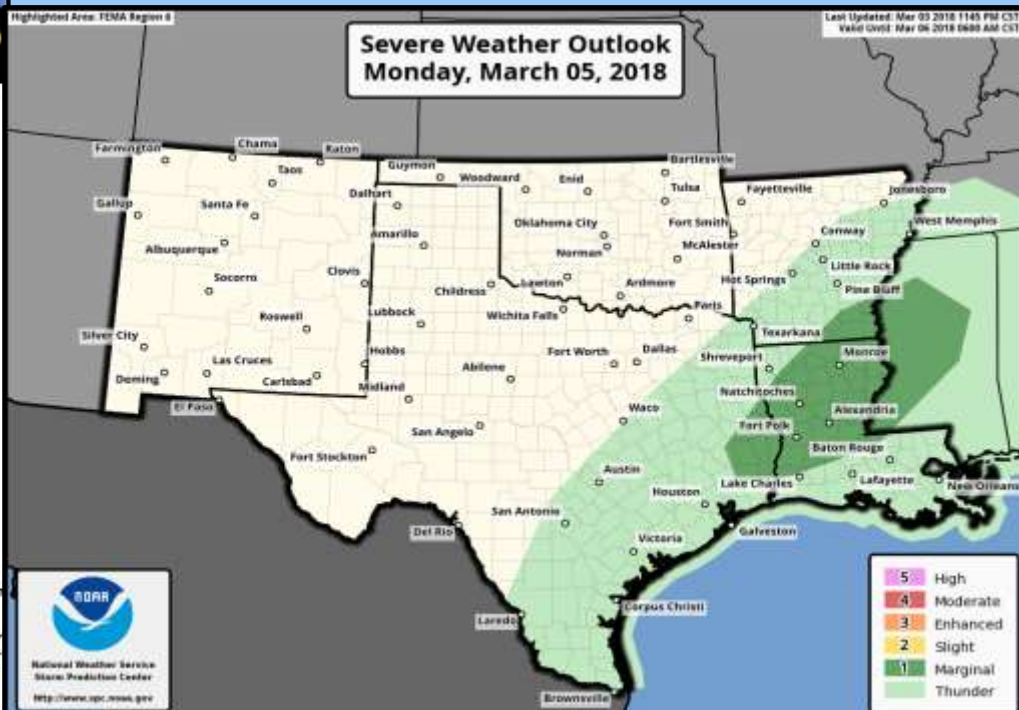 Highlighted Area: FEMA Region 6
Last Updated: Mar 03 2018 1145 PM CST
Valid Until: Mar 06 2018 0600 AM CST
Severe Weather Outlook
Monday, March 05, 2018
Farmington
Chama
Raton
Taos
Guymon
Woodward
Enid
Bartlesville
Tulsa
Fayetteville
Jonesboro
Gallup
Santa Fe
Dalhart
Amarillo
Oklahoma City
Fort Smith
West Memphis
Albuquerque
Norman
McAlester
Conway
Little Rock
Socorro
Clovis
Childress
Lawton
Ardmore
Hot Springs
Pine Bluff
Roswell
Lubbock
Wichita Falls
Paris
Texarkana
Silver City
Las Cruces
Hobbs
Fort Worth
Dallas
Shreveport
Monroe
Deming
Carlsbad
Midland
Abilene
Natchitoches
El Paso
San Angelo
Waco
Fort Polk
Alexandria
Fort Stockton
Baton Rouge
Austin
Houston
Lake Charles
Lafayette
New Orleans
San Antonio
Del Rio
Galveston
Victoria
Laredo
Corpus Christi
Brownsville
NOAA
National Weather Service
Storm Prediction Center
http://www.spc.noaa.gov
5 High
4 Moderate
3 Enhanced
2 Slight
1 Marginal
Thunder